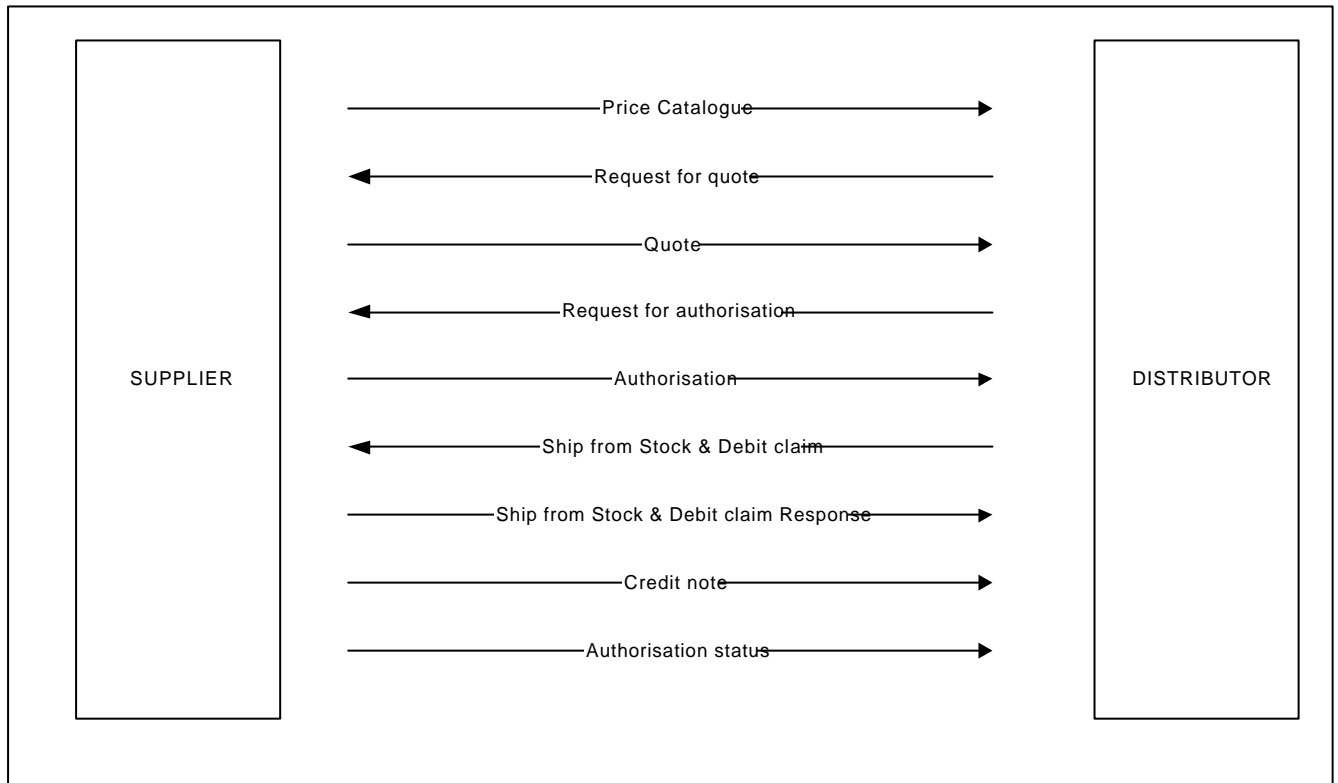 Price Catalogue
Request for quote
Quote
Request for authorisation
SUPPLIER
Authorisation
DISTRIBUTOR
Ship from Stock & Debit claim
Ship from Stock & Debit claim Response
Credit note
Authorisation status